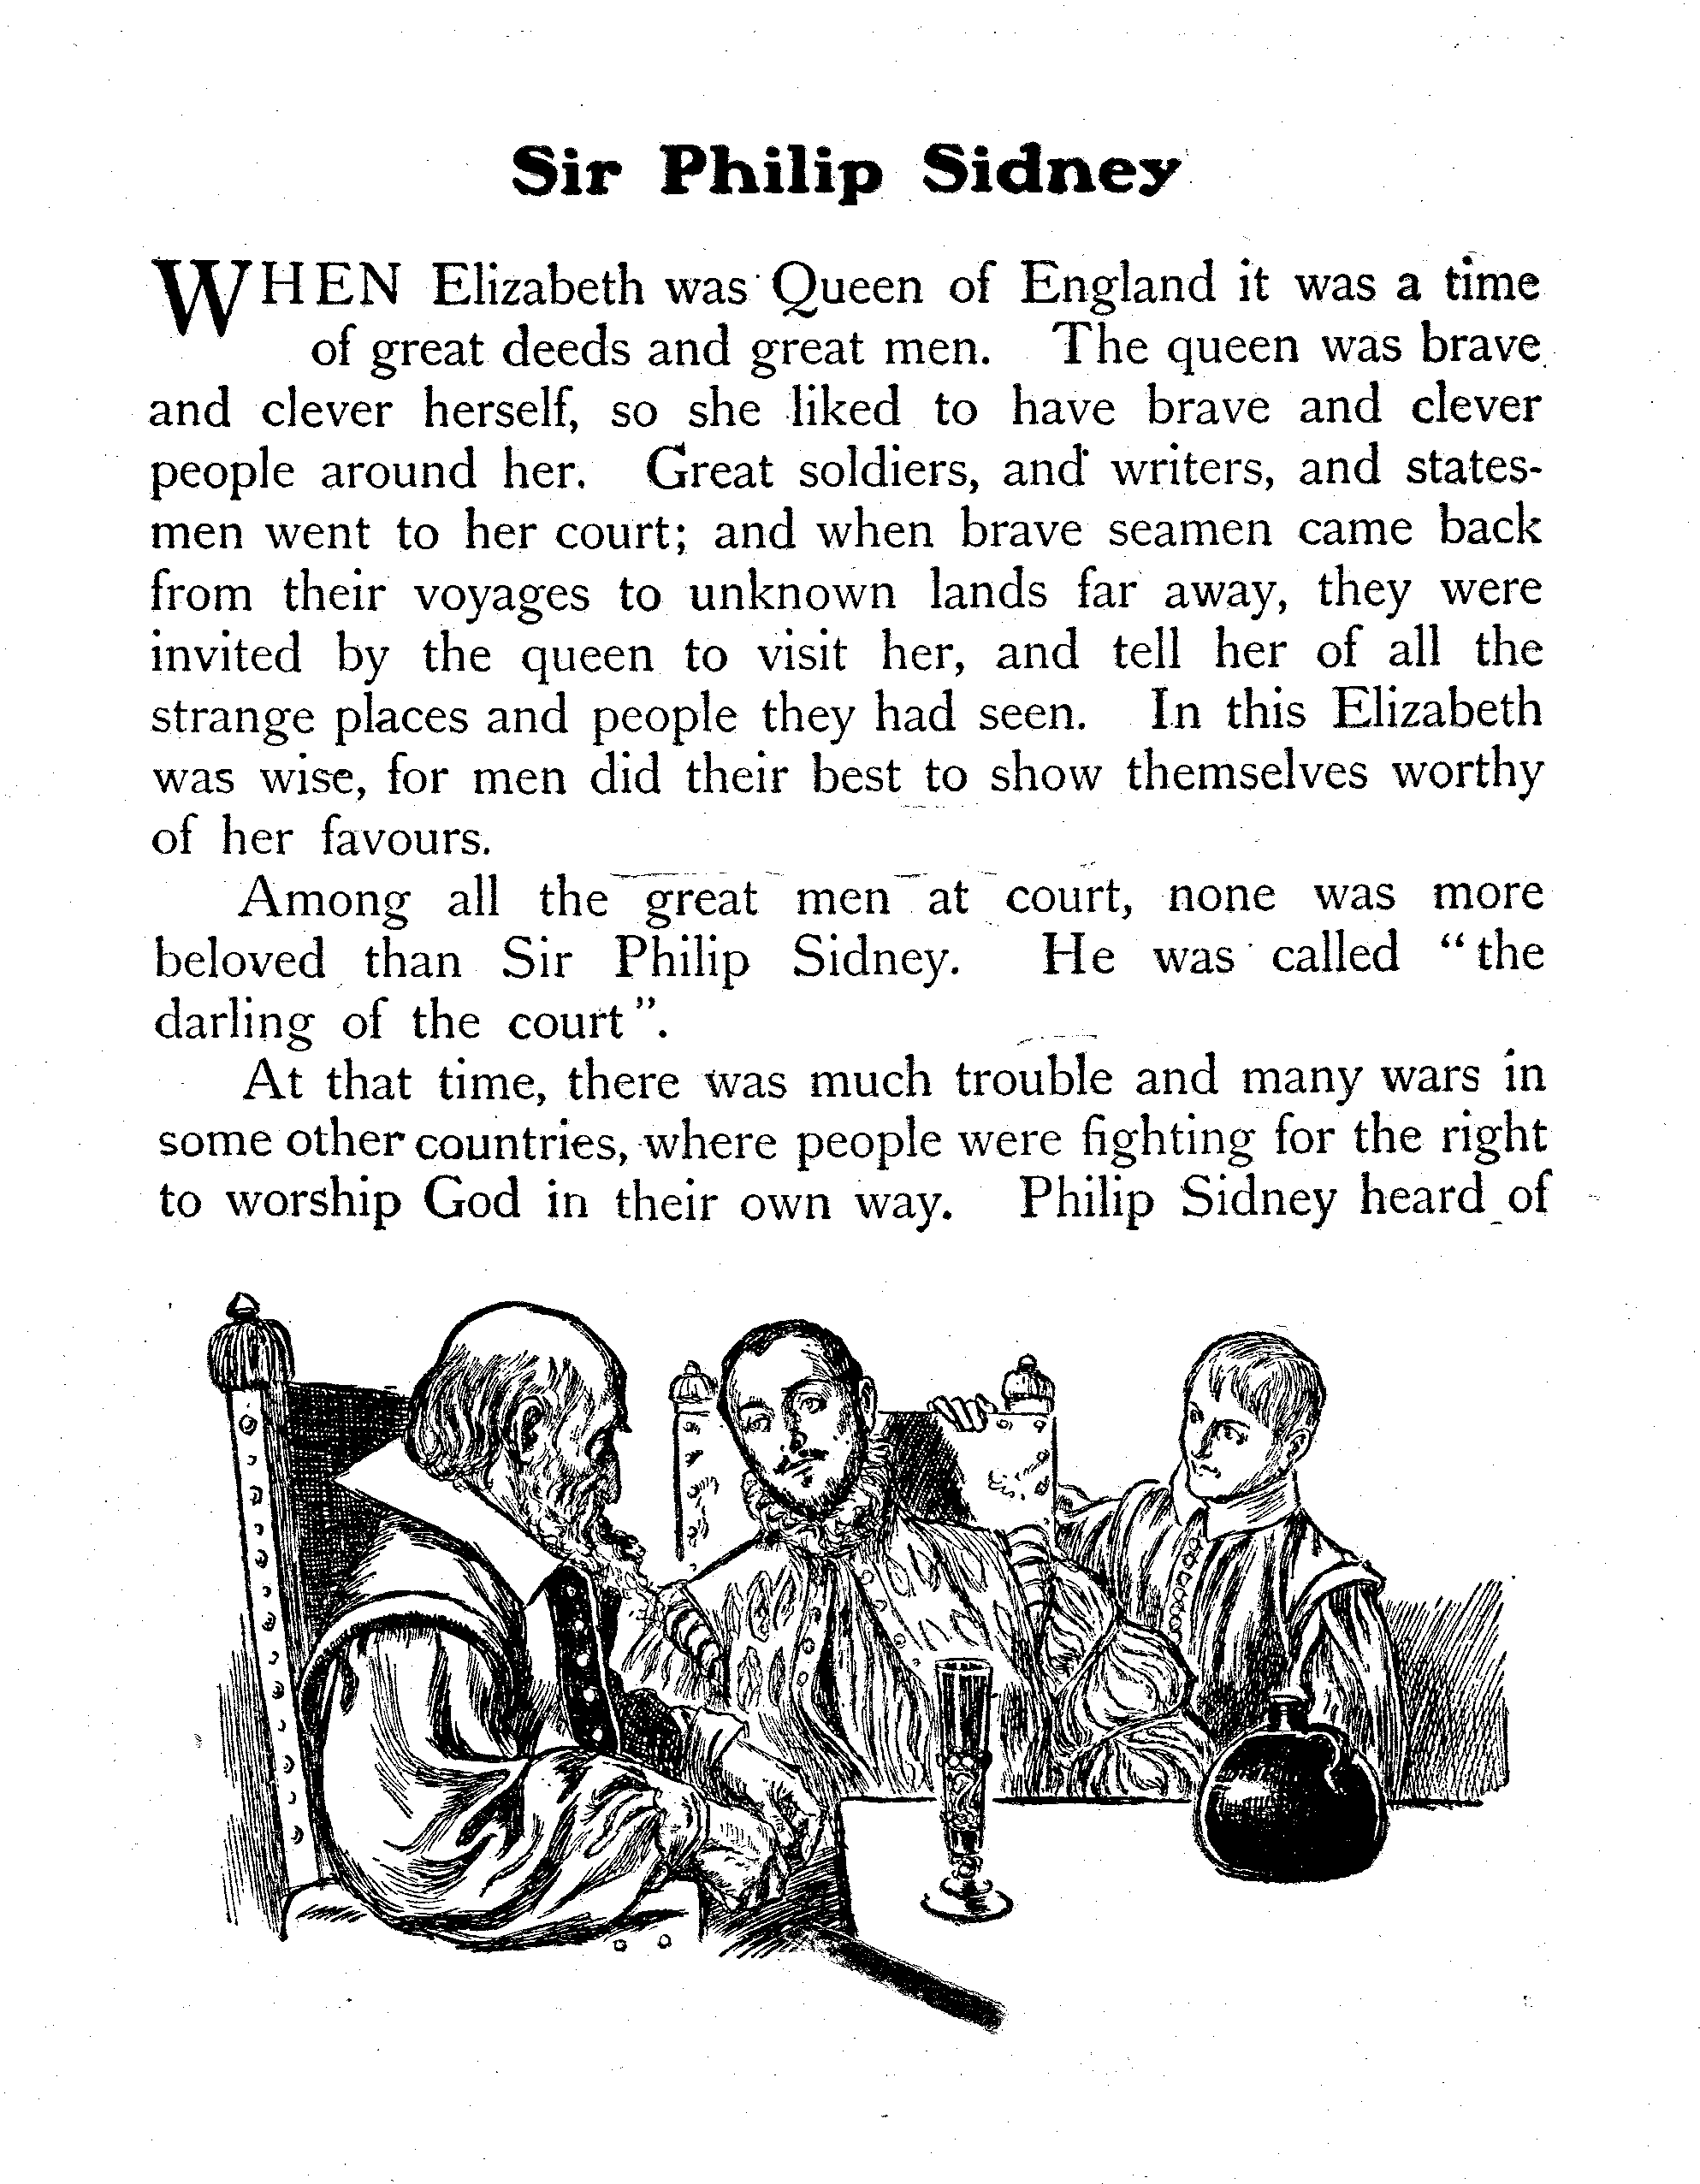 Sir Philip Sidney
WHEN Elizabeth was Queen of England it was a time
of great deeds and great men. The queen was brave
and clever herself, so she liked to have brave and clever
people around her. Great soldiers, and writers, and states-
men went to her court; and when brave seamen came back
from their voyages to unknown lands far away, they were
invited by the queen to visit her, and tell her of all the
strange places and people they had seen. In this Elizabeth
was wise, for men did their best to show themselves worthy
of her favours.
Among all the great men at court, none was more
beloved than Sir Philip Sidney. He was called “the
darling of the court”.
At that time, there was much trouble and many wars in
some other countries, where people were fighting for the right
to worship God in their own way. Philip Sidney heard of